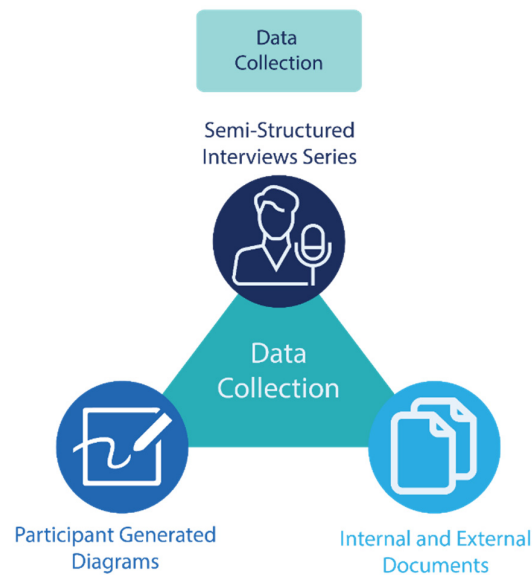 Data
Collection
Semi-Structured
Interviews Series
Data
Collection
Participant Generated
Diagrams
Internal and External
Documents